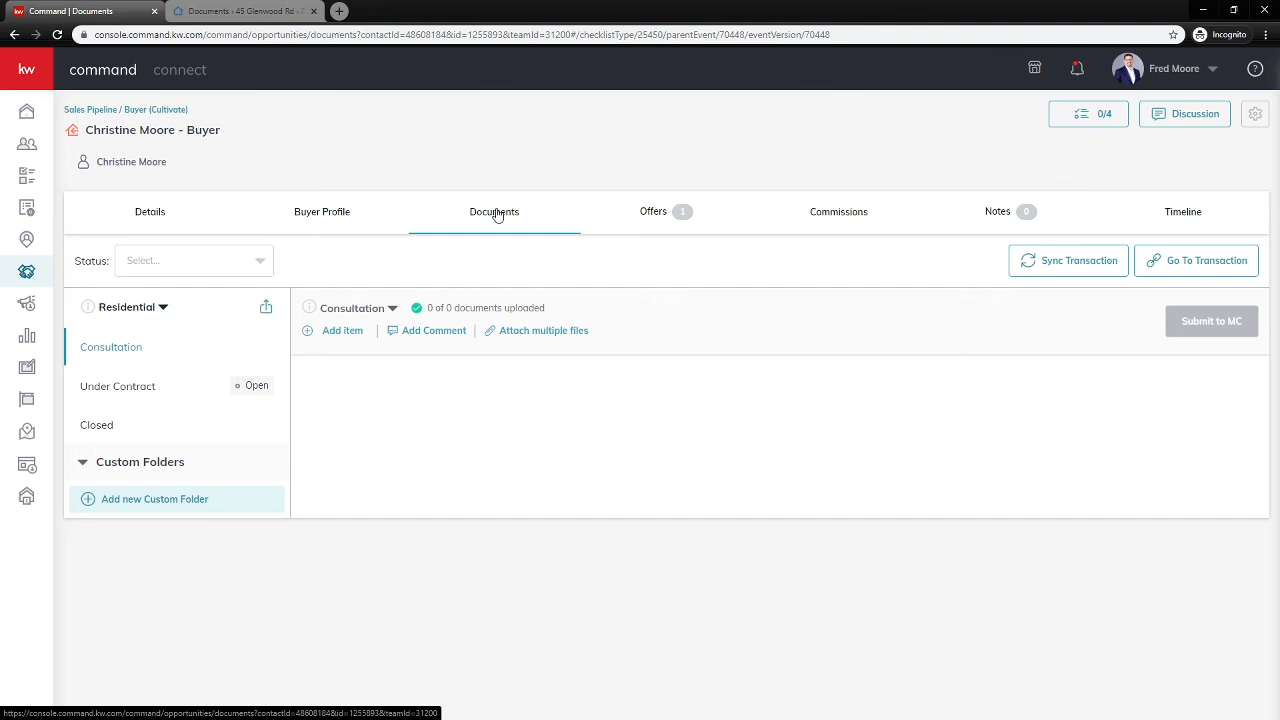 Command | Documents
Documents - 45 Glenwood Rd - C
console.command.kw.com/command/opportunities/documents?contactId=48608184&id=1255893&teamId=31200#/checklistType/25450/parentEvent/70448/eventVersion/70448
Incognito
kw command connect
Fred Moore
Sales Pipeline / Buyer (Cultivate)
0/4
Discussion
Christine Moore - Buyer
Christine Moore
Details
Buyer Profile
Documents
Offers 1
Commissions
Notes 0
Timeline
Status: Select...
Sync Transaction
Go To Transaction
Residential
Consultation
Under Contract Open
Closed
Custom Folders
Add new Custom Folder
Consultation 0 of 0 documents uploaded
Add item | Add Comment | Attach multiple files
Submit to MC
https://console.command.kw.com/command/opportunities/documents?contactId=48608184&id=1255893&teamId=31200